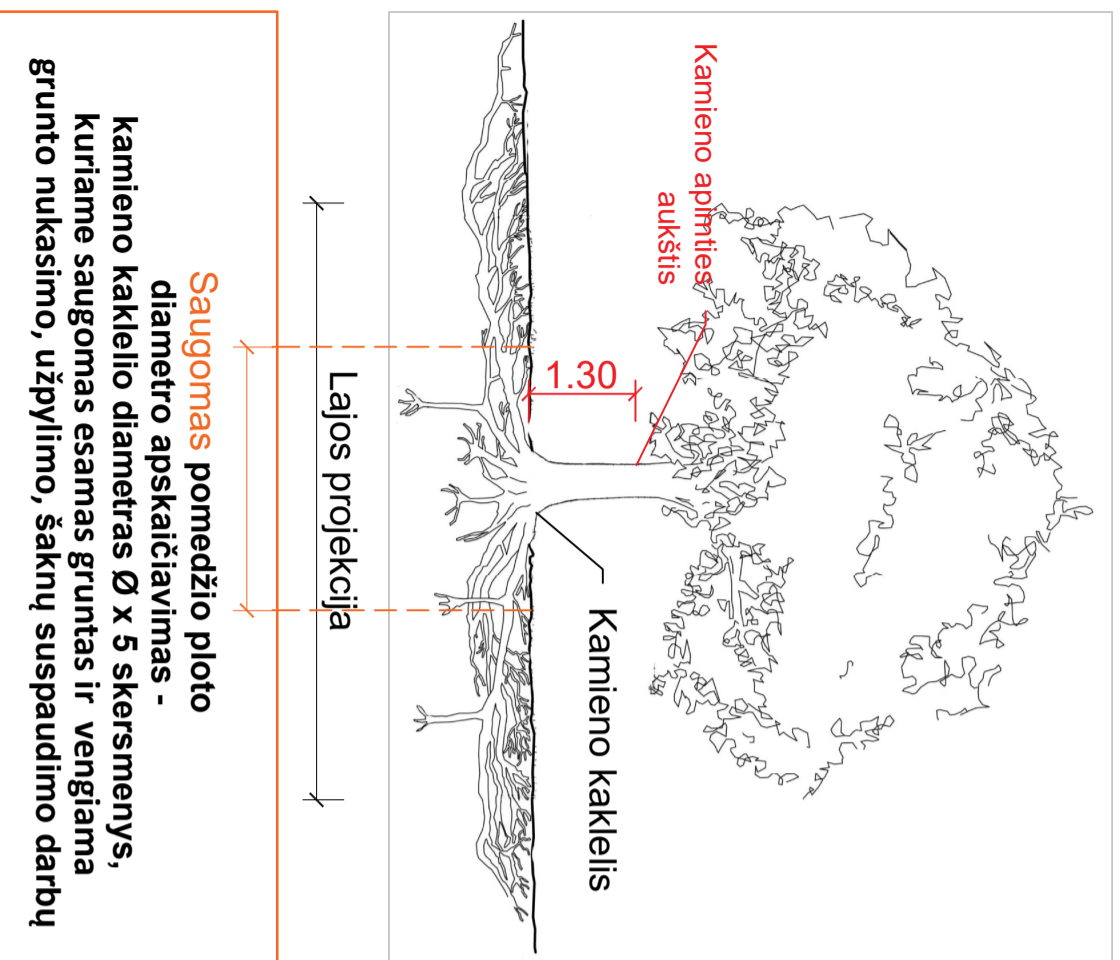 Kamieno apimties
aukštis
1.30
Kamieno kaklelis
Lajos projekcija
Saugomas pomedžio ploto
diametro apskaičiavimas -
kamieno kaklelio diametras Ø x 5 skersmenys,
kuriame saugomas esamas gruntas ir vengiama
grunto nukasimo, užpylimo, šaknų suspaudimo darbų